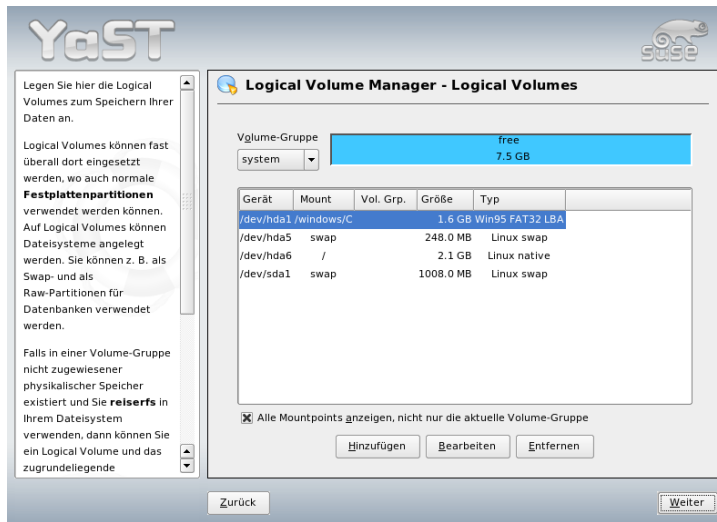 YaST
SUSE
Legen Sie hier die Logical
Volumes zum Speichern Ihrer
Daten an.
Logical Volumes können fast
überall dort eingesetzt
werden, wo auch normale
Festplattenpartitionen
verwendet werden können.
Auf Logical Volumes können
Dateisysteme angelegt
werden. Sie können z. B. als
Swap- und als
Raw-Partitionen für
Datenbanken verwendet
werden.
Falls in einer Volume-Gruppe
nicht zugewiesener
physikalischer Speicher
existiert und Sie reiserfs in
Ihrem Dateisystem
verwenden, dann können Sie
ein Logical Volume und das
zugrundeliegende
Logical Volume Manager - Logical Volumes
Volume-Gruppe
system
free
7.5 GB
Gerät Mount Vol. Grp. Größe Typ
/dev/hda1 /windows/C 1.6 GB Win95 FAT32 LBA
/dev/hda5 swap 248.0 MB Linux swap
/dev/hda6 / 2.1 GB Linux native
/dev/sda1 swap 1008.0 MB Linux swap
Alle Mountpoints anzeigen, nicht nur die aktuelle Volume-Gruppe
Hinzufügen Bearbeiten Entfernen
Zurück Weiter